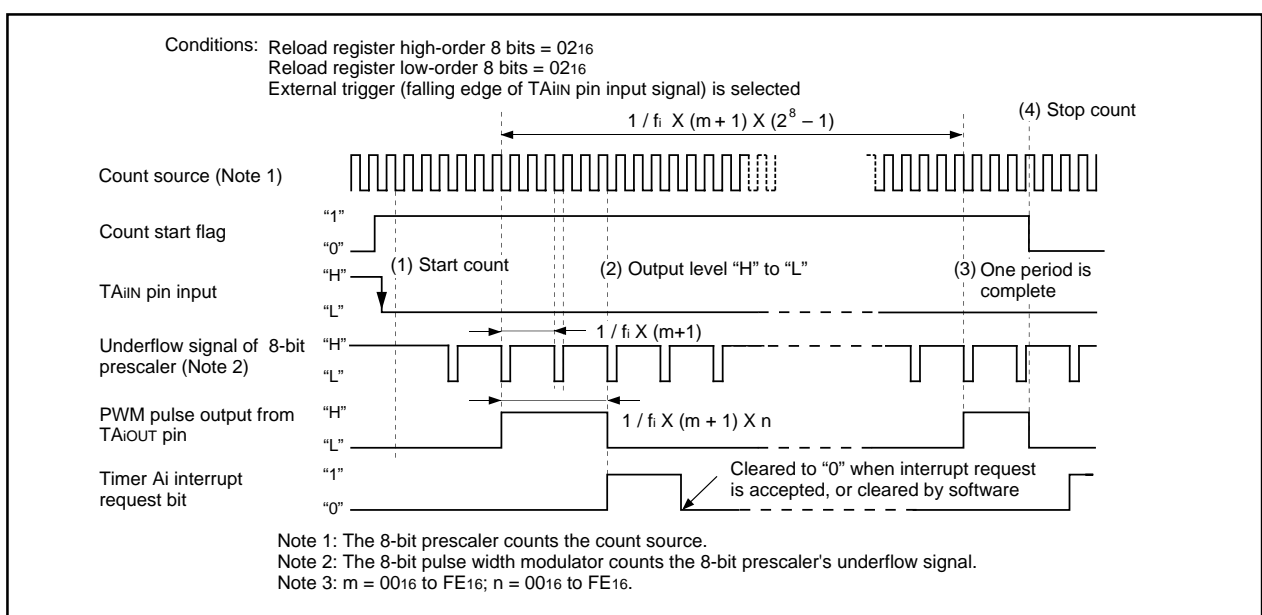 Conditions: Reload register high-order 8 bits = 0216
Reload register low-order 8 bits = 0216
External trigger (falling edge of TAiIN pin input signal) is selected
1 / fi X (m + 1) X (2^8 – 1)
(4) Stop count
Count source (Note 1)
Count start flag
“1”
“0”
TAiIN pin input
“H”
“L”
(1) Start count
(2) Output level “H” to “L”
(3) One period is
complete
Underflow signal of 8-bit
prescaler (Note 2)
“H”
“L”
1 / fi X (m+1)
PWM pulse output from
TAiOUT pin
“H”
“L”
1 / fi X (m + 1) X n
Timer Ai interrupt
request bit
“1”
“0”
Cleared to “0” when interrupt request
is accepted, or cleared by software
Note 1: The 8-bit prescaler counts the count source.
Note 2: The 8-bit pulse width modulator counts the 8-bit prescaler's underflow signal.
Note 3: m = 0016 to FE16; n = 0016 to FE16.